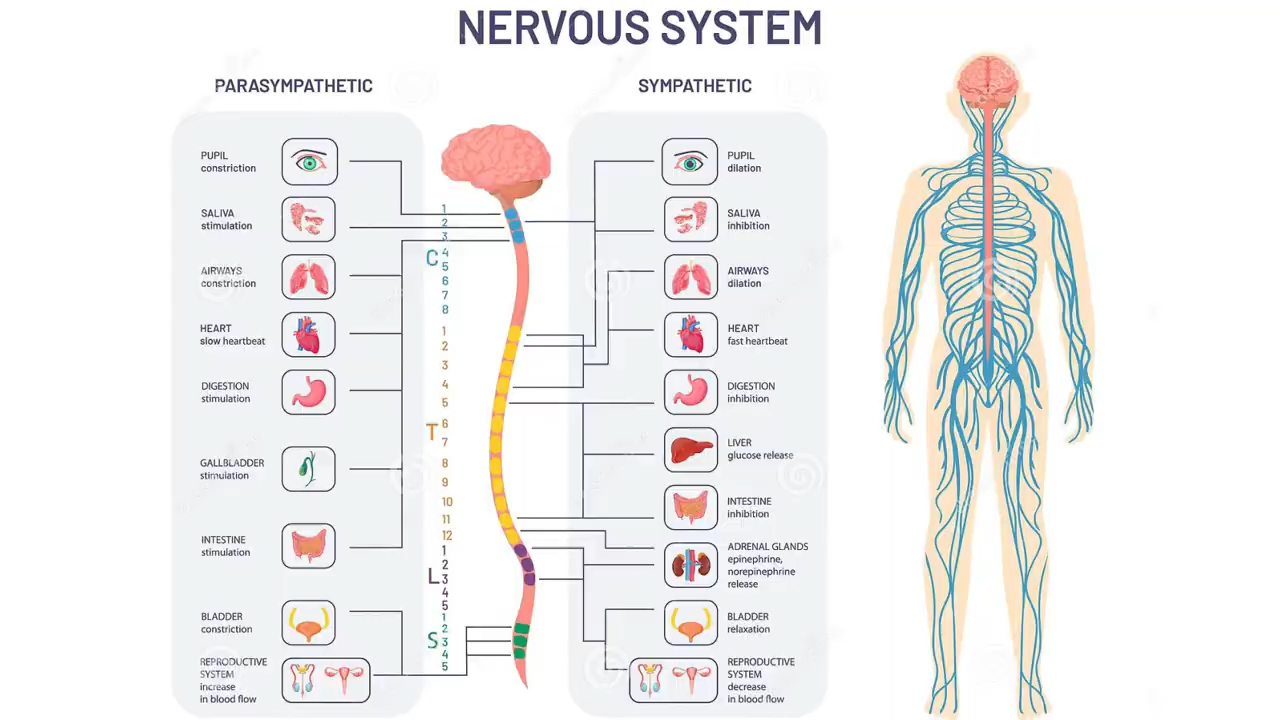 NERVOUS SYSTEM
PARASYMPATHETIC
PUPIL
constriction
SALIVA
stimulation
AIRWAYS
constriction
HEART
slow heartbeat
DIGESTION
stimulation
GALLBLADDER
stimulation
INTESTINE
stimulation
BLADDER
constriction
REPRODUCTIVE
SYSTEM
increase
in blood flow
C
1
2
3
4
5
6
7
8
T
1
2
3
4
5
6
7
8
9
10
11
12
L
1
2
3
4
5
S
1
2
3
4
5
SYMPATHETIC
PUPIL
dilation
SALIVA
inhibition
AIRWAYS
dilation
HEART
fast heartbeat
DIGESTION
inhibition
LIVER
glucose release
INTESTINE
inhibition
ADRENAL GLANDS
epinephrine,
norepinephrine
release
BLADDER
relaxation
REPRODUCTIVE
SYSTEM
decrease
in blood flow